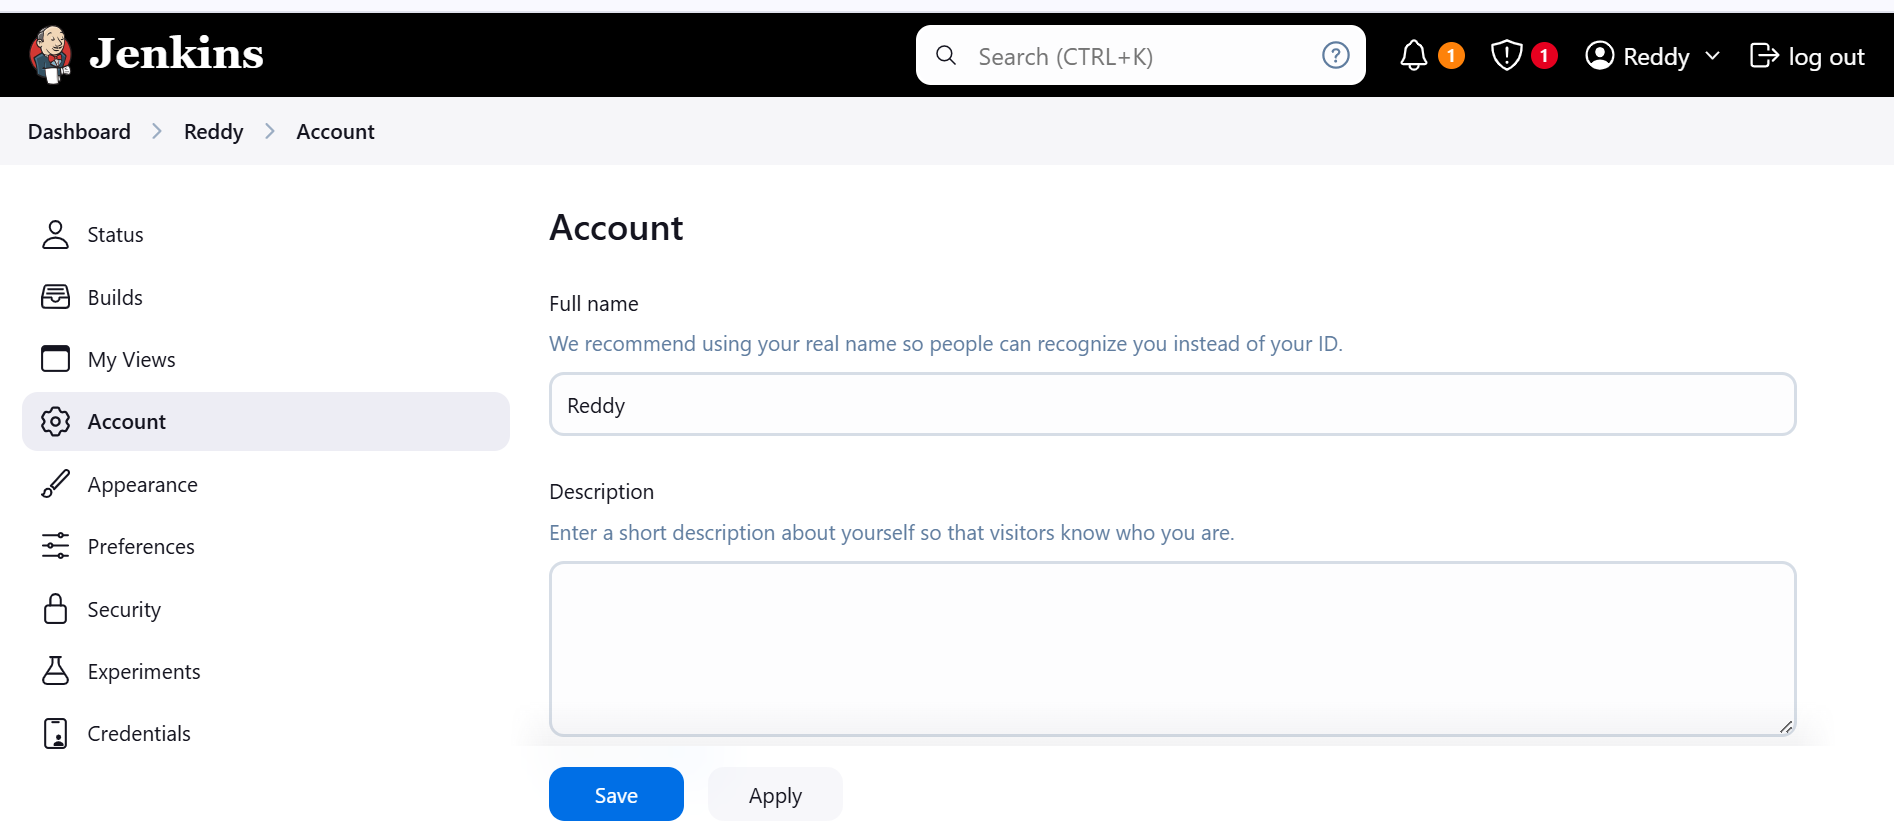 Jenkins
Search (CTRL+K)
?
1
1
Reddy
log out
Dashboard
Reddy
Account
Status
Builds
My Views
Account
Appearance
Preferences
Security
Experiments
Credentials
Account
Full name
We recommend using your real name so people can recognize you instead of your ID.
Reddy
Description
Enter a short description about yourself so that visitors know who you are.
Save
Apply